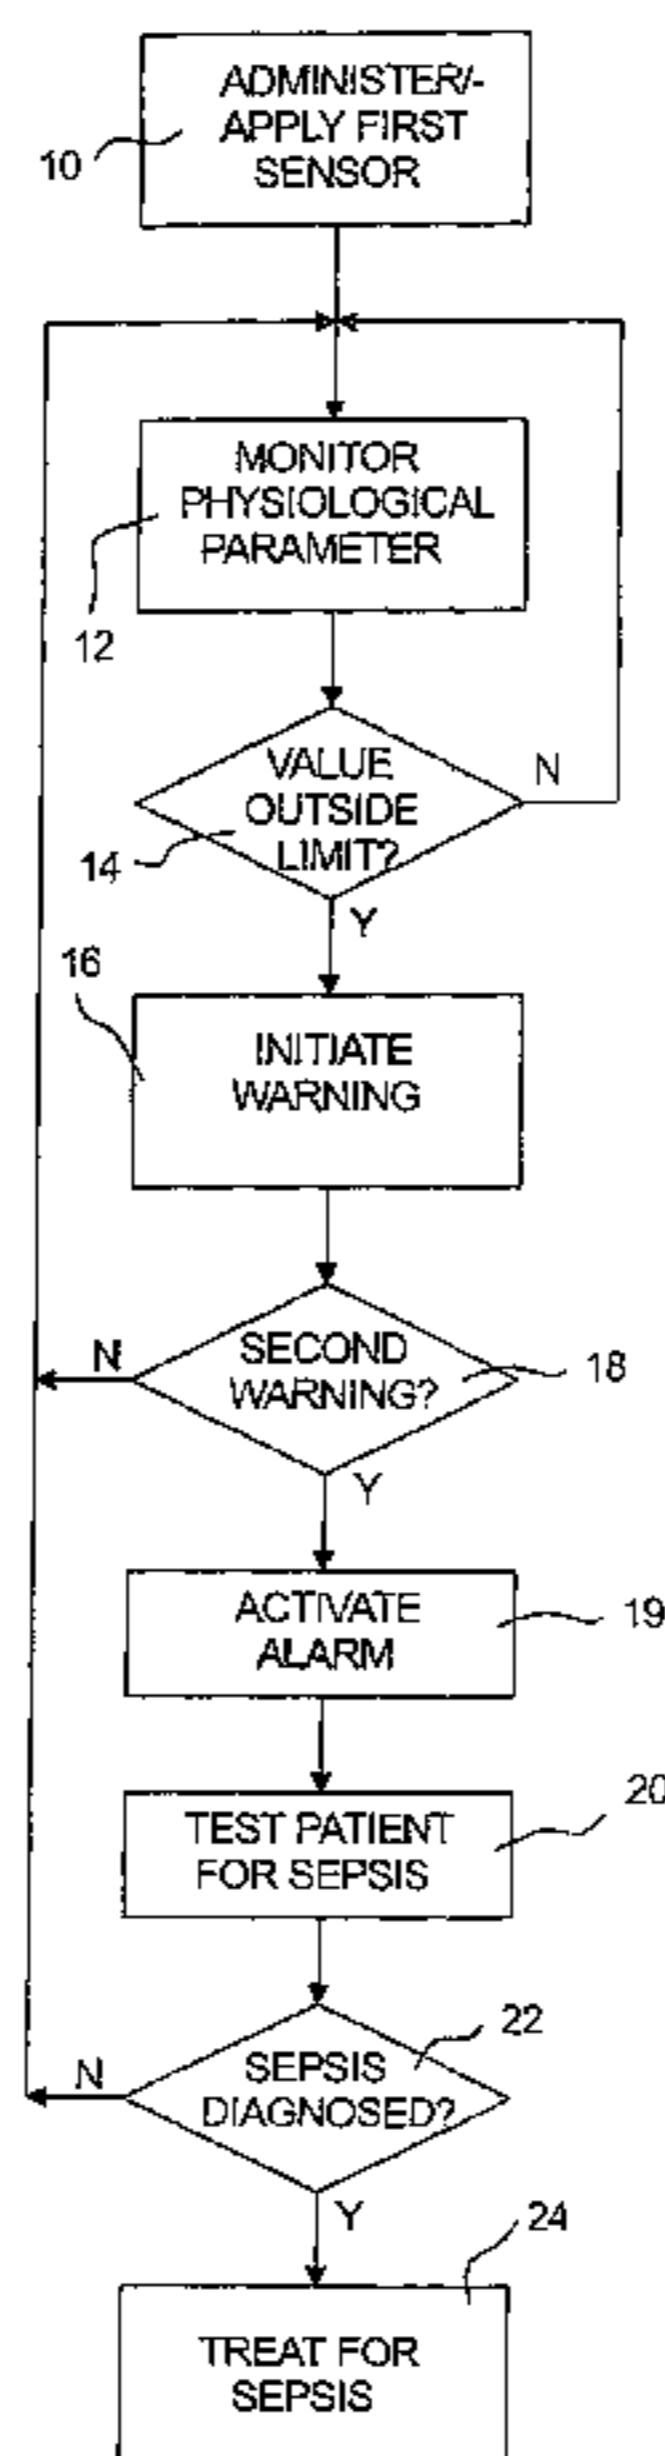 ADMINISTER/-
APPLY FIRST
SENSOR
10
MONITOR
PHYSIOLOGICAL
PARAMETER
12
VALUE
OUTSIDE
LIMIT?
N
14
Y
16
INITIATE
WARNING
SECOND
WARNING?
N
18
Y
ACTIVATE
ALARM
19
TEST PATIENT
FOR SEPSIS
20
22
SEPSIS
DIAGNOSED?
N
Y
24
TREAT FOR
SEPSIS